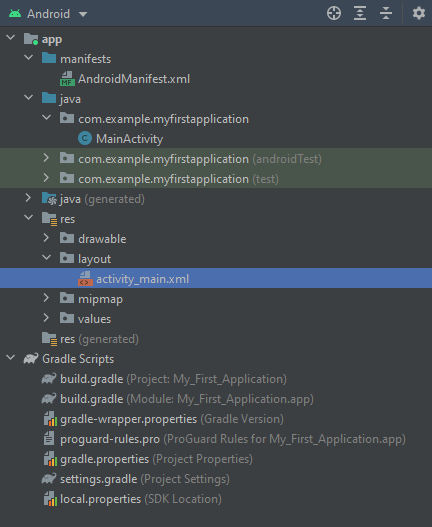 Android
app
manifests
AndroidManifest.xml
java
com.example.myfirstapplication
MainActivity
com.example.myfirstapplication (androidTest)
com.example.myfirstapplication (test)
java (generated)
res
drawable
layout
activity_main.xml
mipmap
values
res (generated)
Gradle Scripts
build.gradle (Project: My_First_Application)
build.gradle (Module: My_First_Application.app)
gradle-wrapper.properties (Gradle Version)
proguard-rules.pro (ProGuard Rules for My_First_Application.app)
gradle.properties (Project Properties)
settings.gradle (Project Settings)
local.properties (SDK Location)